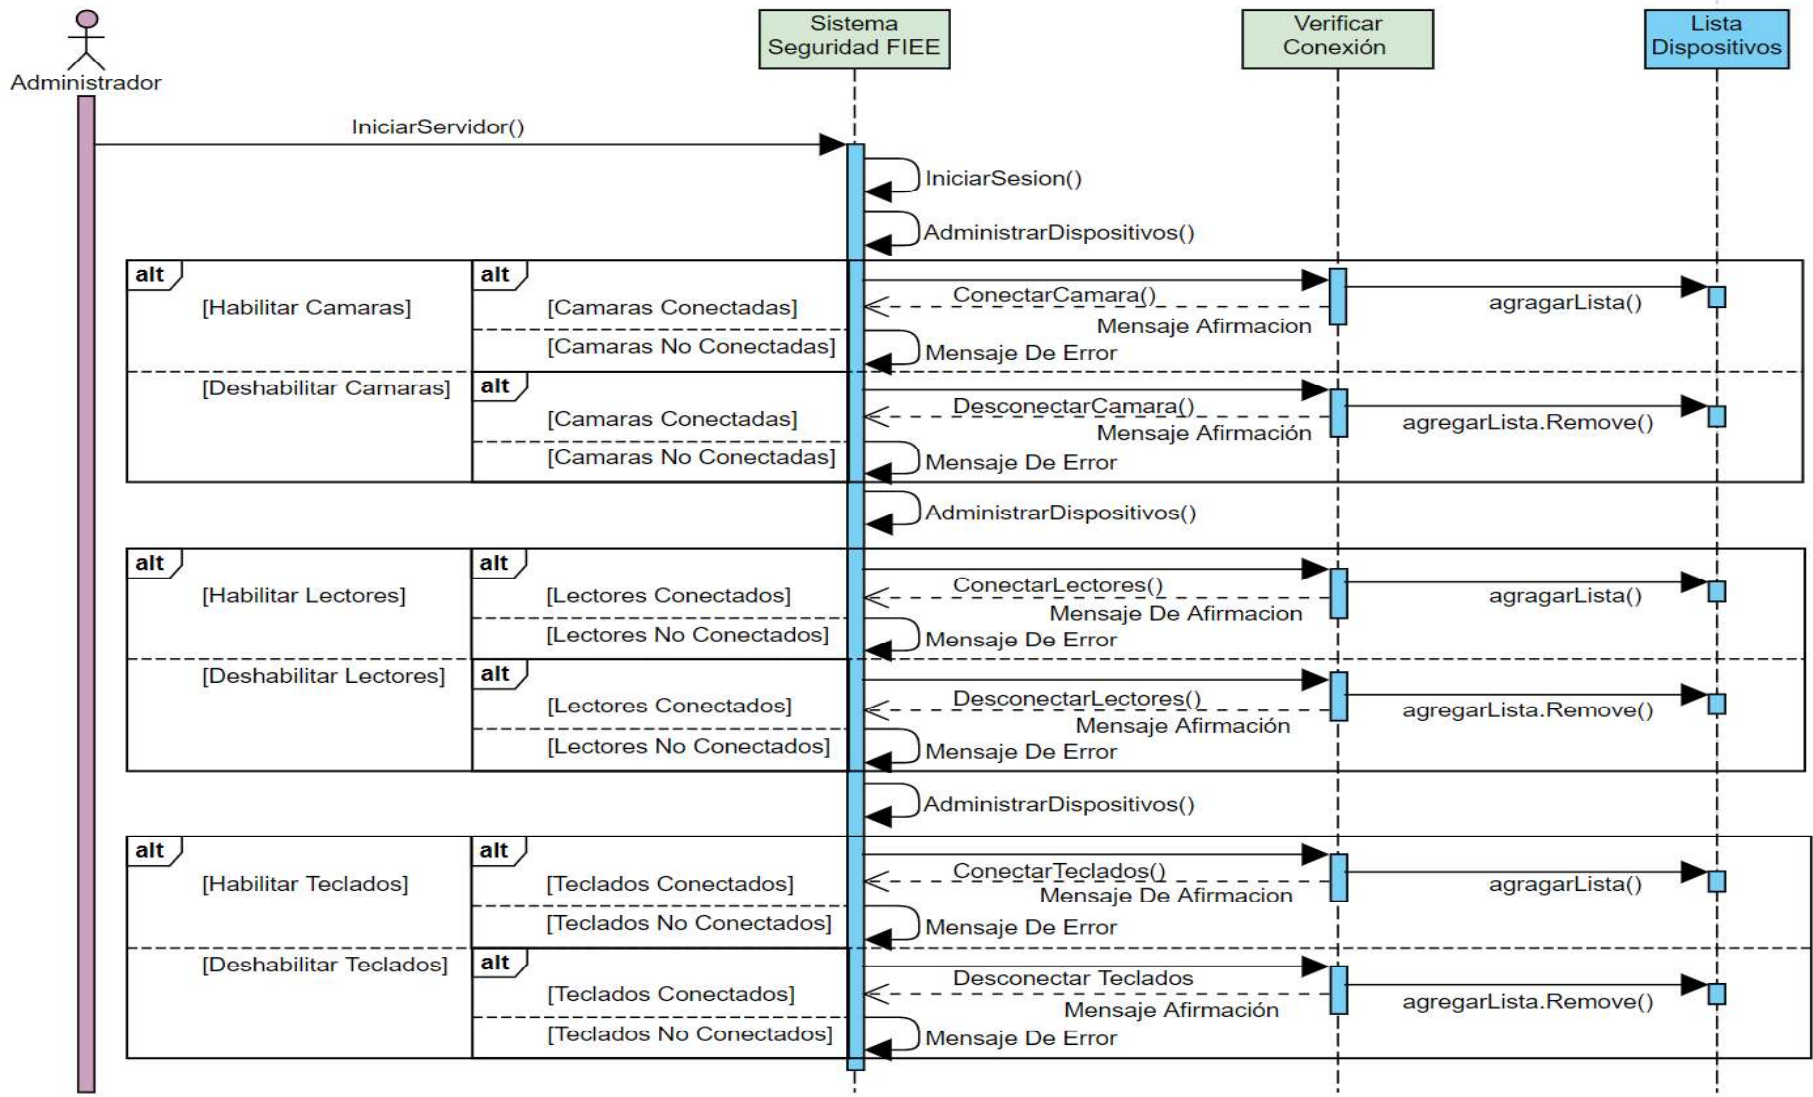 Administrador
Sistema
Seguridad FIEE
Verificar
Conexión
Lista
Dispositivos
IniciarServidor()
IniciarSesion()
AdministrarDispositivos()
alt
[Habilitar Camaras]
alt
[Camaras Conectadas]
ConectarCamara()
agragarLista()
Mensaje Afirmacion
[Camaras No Conectadas]
Mensaje De Error
[Deshabilitar Camaras]
alt
[Camaras Conectadas]
DesconectarCamara()
agregarLista.Remove()
Mensaje Afirmación
[Camaras No Conectadas]
Mensaje De Error
AdministrarDispositivos()
alt
[Habilitar Lectores]
alt
[Lectores Conectados]
ConectarLectores()
agragarLista()
Mensaje De Afirmacion
[Lectores No Conectados]
Mensaje De Error
[Deshabilitar Lectores]
alt
[Lectores Conectados]
DesconectarLectores()
agregarLista.Remove()
Mensaje Afirmación
[Lectores No Conectados]
Mensaje De Error
AdministrarDispositivos()
alt
[Habilitar Teclados]
alt
[Teclados Conectados]
ConectarTeclados()
agragarLista()
Mensaje De Afirmacion
[Teclados No Conectados]
Mensaje De Error
[Deshabilitar Teclados]
alt
[Teclados Conectados]
Desconectar Teclados
agregarLista.Remove()
Mensaje Afirmación
[Teclados No Conectados]
Mensaje De Error